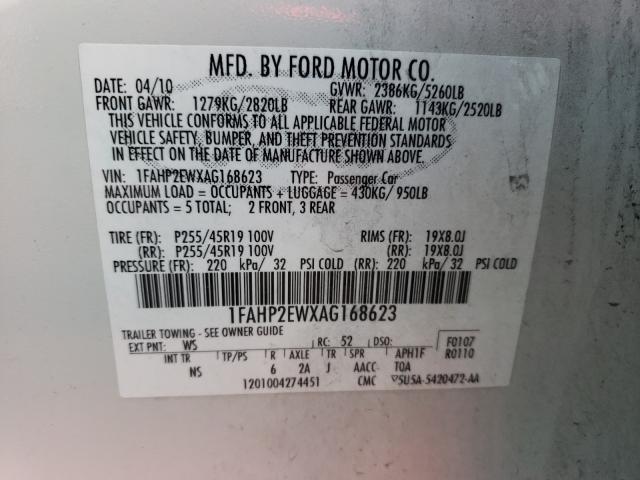 MFD. BY FORD MOTOR CO.
DATE: 04/10 GVWR: 2386KG/5260LB
FRONT GAWR: 1279KG/2820LB REAR GAWR: 1143KG/2520LB
THIS VEHICLE CONFORMS TO ALL APPLICABLE FEDERAL MOTOR
VEHICLE SAFETY, BUMPER, AND THEFT PREVENTION STANDARDS
IN EFFECT ON THE DATE OF MANUFACTURE SHOWN ABOVE.
VIN: 1FAHP2EWXAG168623 TYPE: Passenger Car
MAXIMUM LOAD = OCCUPANTS + LUGGAGE = 430KG/ 950LB
OCCUPANTS = 5 TOTAL; 2 FRONT, 3 REAR
TIRE (FR): P255/45R19 100V RIMS (FR): 19X8.0J
(RR): P255/45R19 100V (RR): 19X8.0J
PRESSURE (FR): 220 kPa/ 32 PSI COLD (RR): 220 kPa/ 32 PSI COLD
1FAHP2EWXAG168623
TRAILER TOWING - SEE OWNER GUIDE
EXT PNT: WS RC: 52 DSO: F0107
INT TR TP/PS R AXLE TR SPR APH1F R0110
NS 6 2A J AACC TOA
1201004274451 CMC 5U5A-5420472-AA